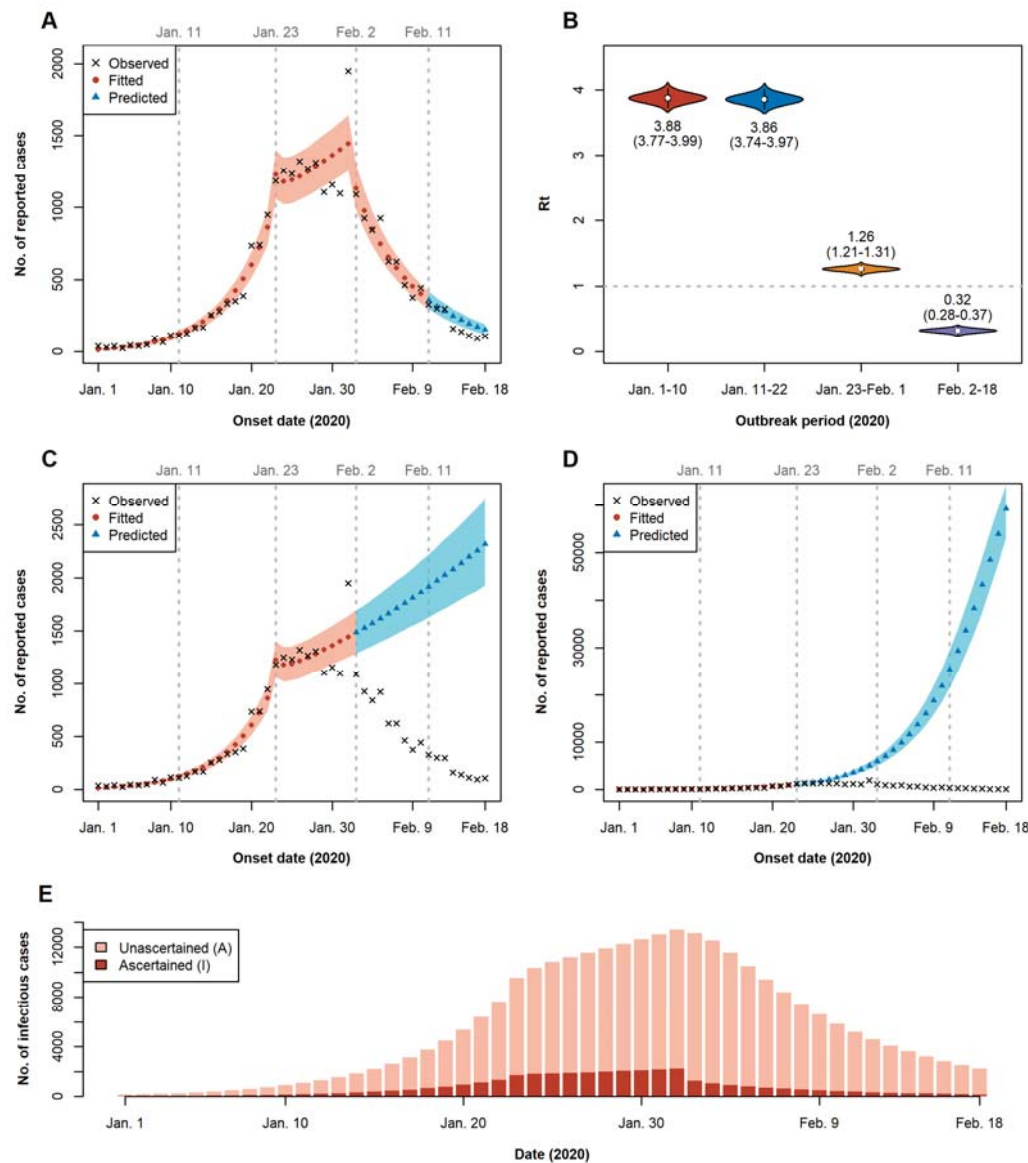 A
Jan. 11
Jan. 23
Feb. 2
Feb. 11
Observed
Fitted
Predicted
No. of reported cases
2000
1500
1000
500
0
Jan. 1
Jan. 10
Jan. 20
Jan. 30
Feb. 9
Feb. 18
Onset date (2020)
B
Rt
4
3
2
1
0
3.88
(3.77-3.99)
3.86
(3.74-3.97)
1.26
(1.21-1.31)
0.32
(0.28-0.37)
Jan. 1-10
Jan. 11-22
Jan. 23-Feb. 1
Feb. 2-18
Outbreak period (2020)
C
Jan. 11
Jan. 23
Feb. 2
Feb. 11
Observed
Fitted
Predicted
No. of reported cases
2500
2000
1500
1000
500
0
Jan. 1
Jan. 10
Jan. 20
Jan. 30
Feb. 9
Feb. 18
Onset date (2020)
D
Jan. 11
Jan. 23
Feb. 2
Feb. 11
Observed
Fitted
Predicted
No. of reported cases
50000
30000
10000
0
Jan. 1
Jan. 10
Jan. 20
Jan. 30
Feb. 9
Feb. 18
Onset date (2020)
E
Unascertained (A)
Ascertained (I)
No. of infectious cases
12000
8000
4000
0
Jan. 1
Jan. 10
Jan. 20
Jan. 30
Feb. 9
Feb. 18
Date (2020)